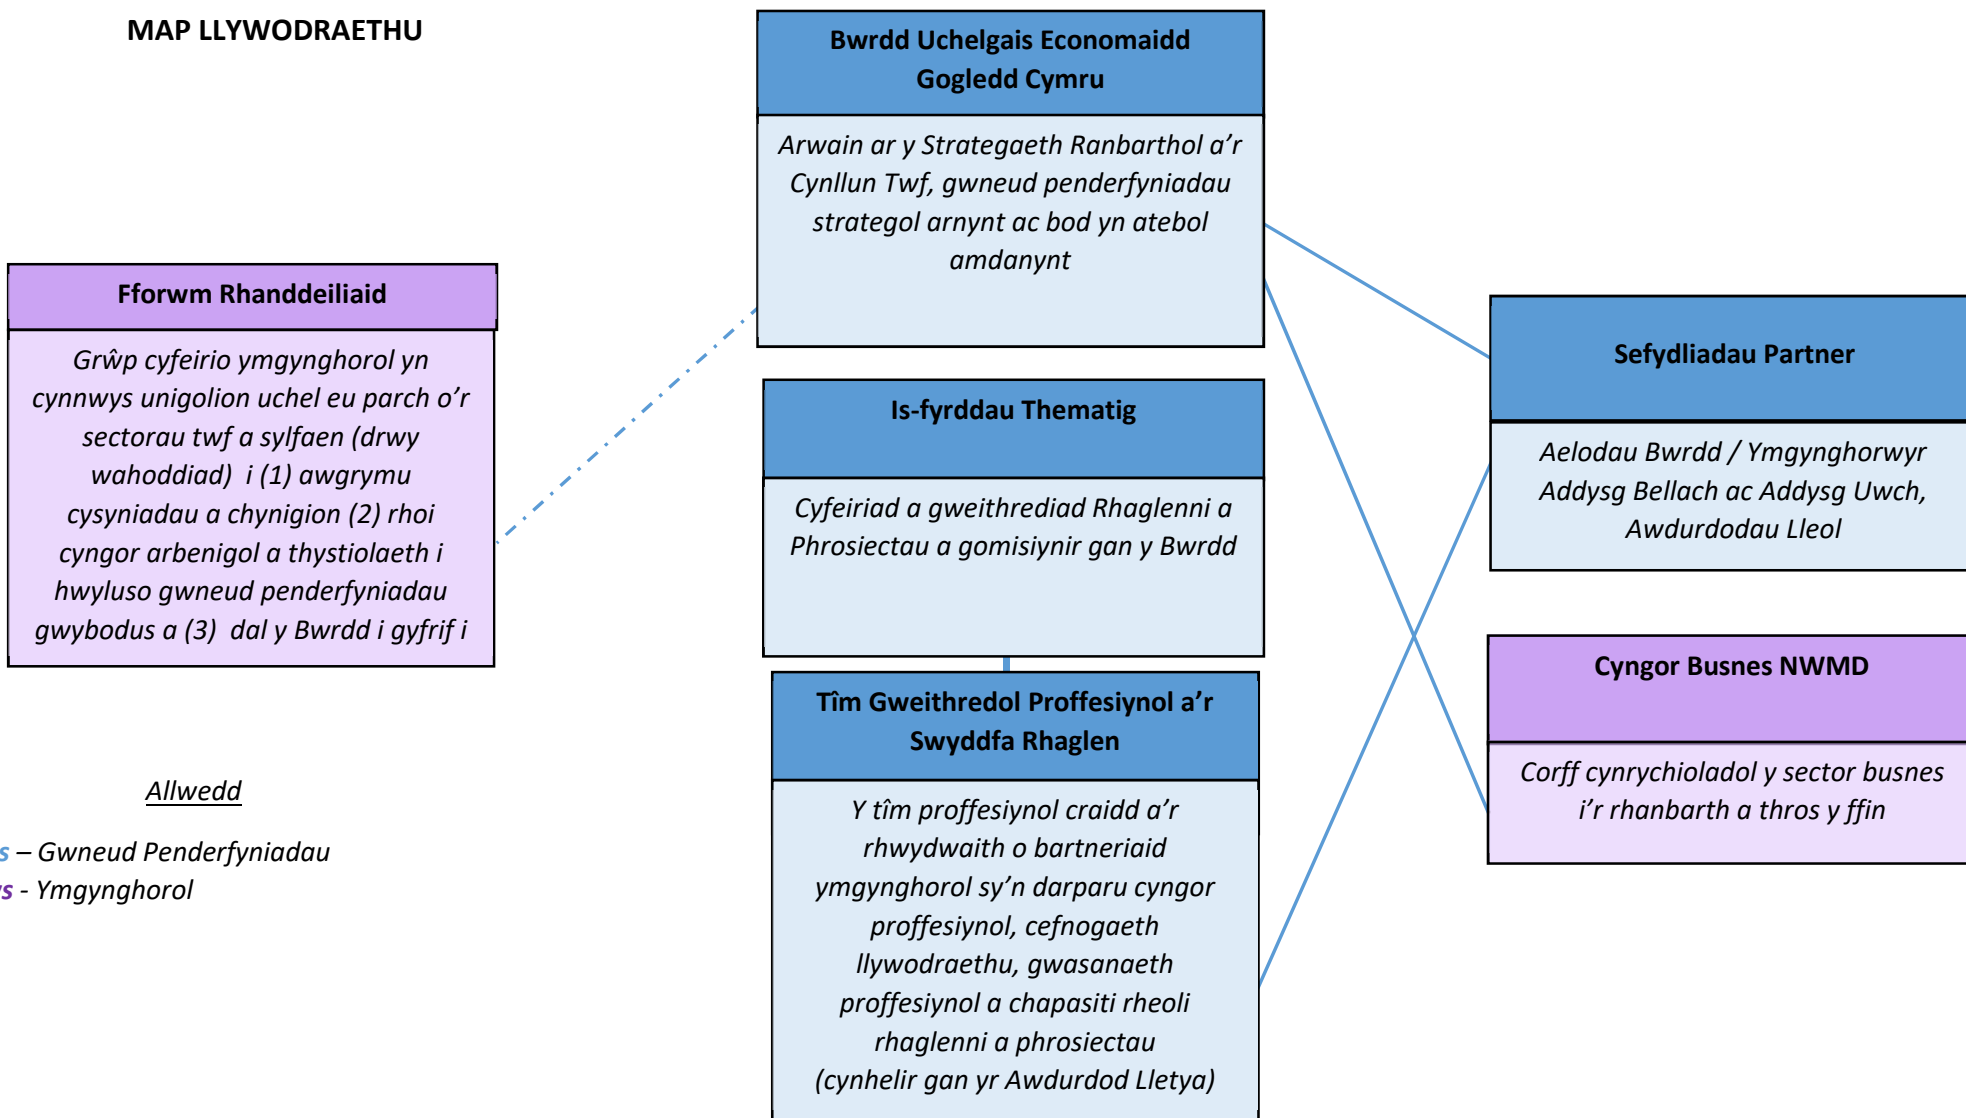 MAP LLYWODRAETHU
Bwrdd Uchelgais Economaidd
Gogledd Cymru
Arwain ar y Strategaeth Ranbarthol a’r
Cynllun Twf, gwneud penderfyniadau
strategol arnynt ac bod yn atebol
amdanynt
Fforwm Rhanddeiliaid
Grŵp cyfeirio ymgynghorol yn
cynnwys unigolion uchel eu parch o’r
sectorau twf a sylfaen (drwy
wahoddiad) i (1) awgrymu
cysyniadau a chynigion (2) rhoi
cyngor arbenigol a thystiolaeth i
hwyluso gwneud penderfyniadau
gwybodus a (3) dal y Bwrdd i gyfrif i
Is-fyrddau Thematig
Cyfeiriad a gweithrediad Rhaglenni a
Phrosiectau a gomisiynir gan y Bwrdd
Sefydliadau Partner
Aelodau Bwrdd / Ymgynghorwyr
Addysg Bellach ac Addysg Uwch,
Awdurdodau Lleol
Cyngor Busnes NWMD
Corff cynrychioladol y sector busnes
i’r rhanbarth a thros y ffin
Tîm Gweithredol Proffesiynol a’r
Swyddfa Rhaglen
Y tîm proffesiynol craidd a’r
rhwydwaith o bartneriaid
ymgynghorol sy’n darparu cyngor
proffesiynol, cefnogaeth
llywodraethu, gwasanaeth
proffesiynol a chapasiti rheoli
rhaglenni a phrosiectau
(cynhelir gan yr Awdurdod Lletya)
Allwedd
– Gwneud Penderfyniadau
- Ymgynghorol